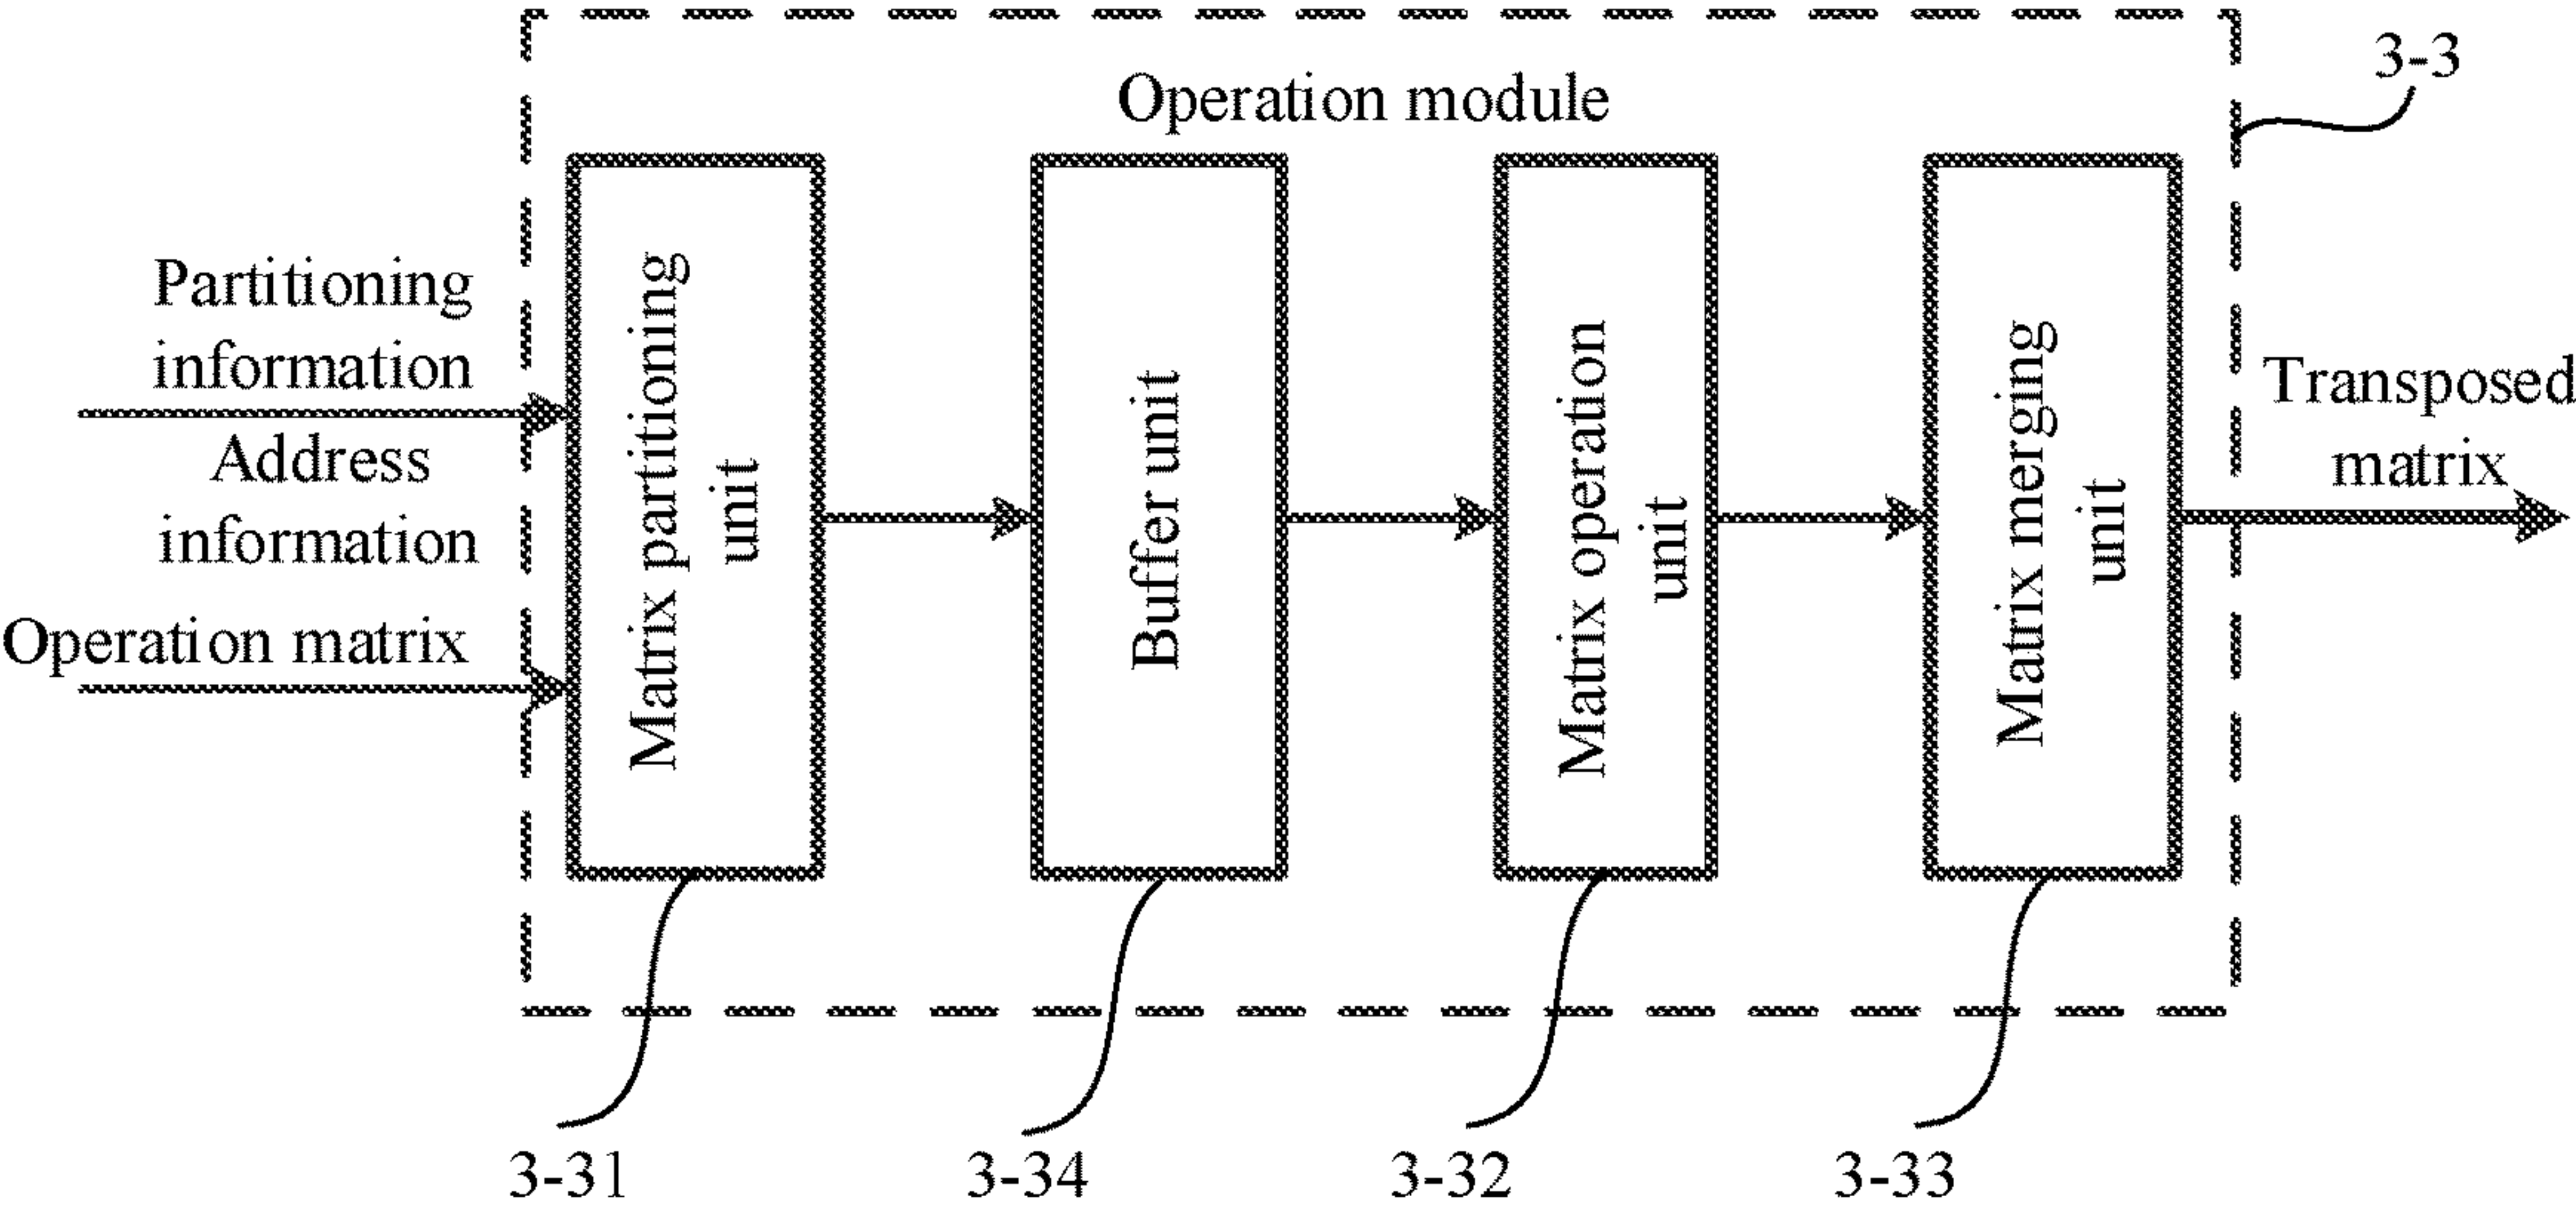 3-3
Operation module
Partitioning
information
Address
information
Operation matrix
Matrix partitioning
unit
Buffer unit
Matrix operation
unit
Matrix merging
unit
Transposed
matrix
3-31
3-34
3-32
3-33